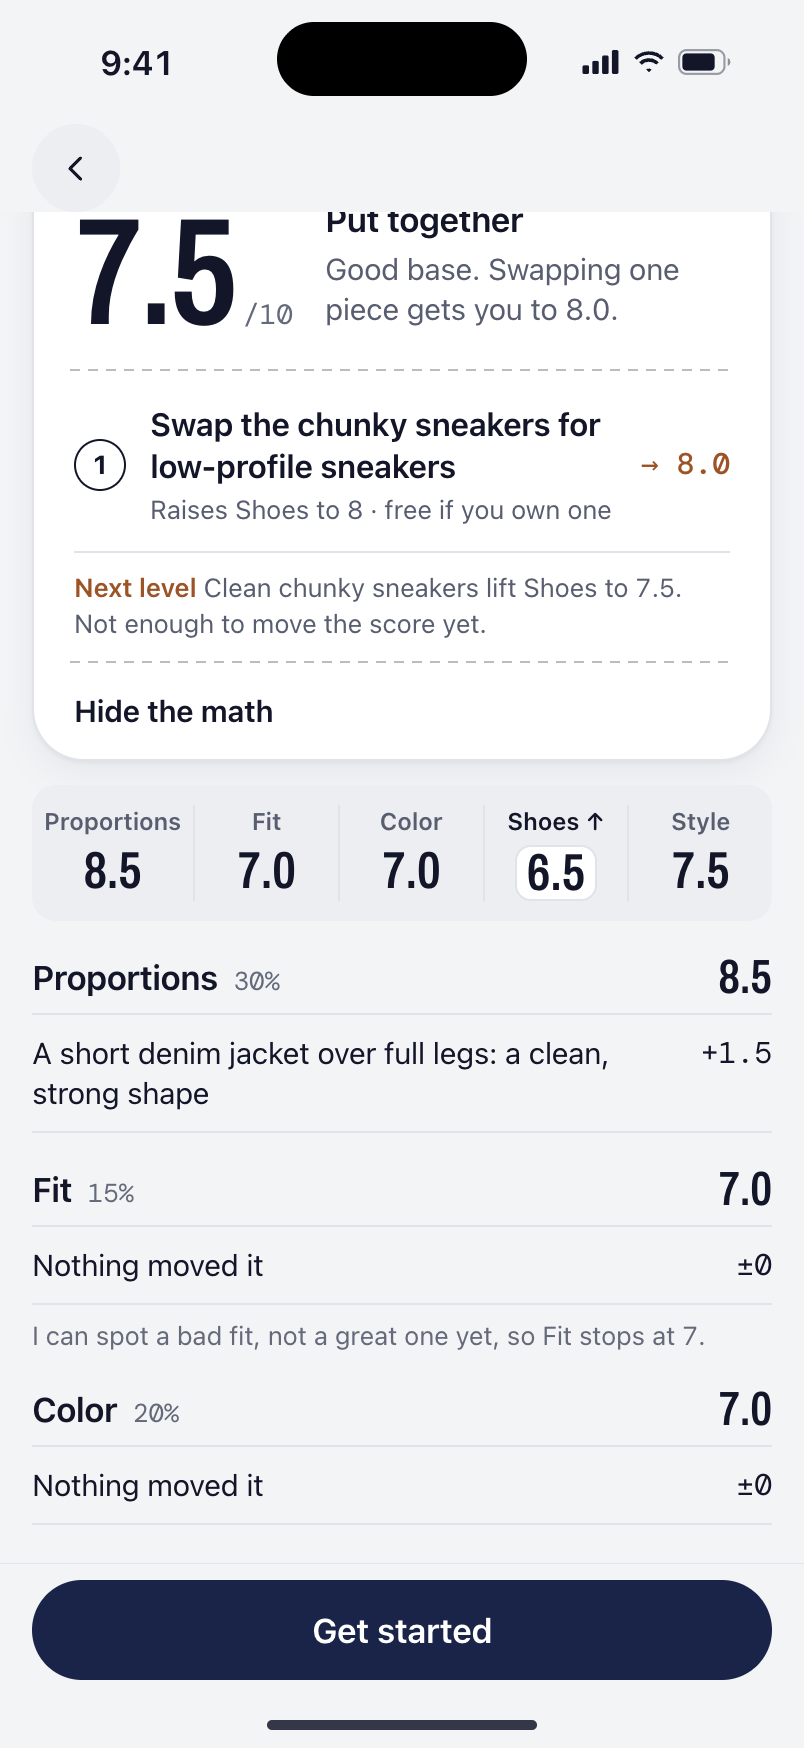 9:41
7.5 /10
Put together
Good base. Swapping one
piece gets you to 8.0.
1
Swap the chunky sneakers for
low-profile sneakers
→ 8.0
Raises Shoes to 8 · free if you own one
Next level Clean chunky sneakers lift Shoes to 7.5.
Not enough to move the score yet.
Hide the math
Proportions Fit Color Shoes ↑ Style
8.5 7.0 7.0 6.5 7.5
Proportions 30% 8.5
A short denim jacket over full legs: a clean, +1.5
strong shape
Fit 15% 7.0
Nothing moved it ±0
I can spot a bad fit, not a great one yet, so Fit stops at 7.
Color 20% 7.0
Nothing moved it ±0
Get started